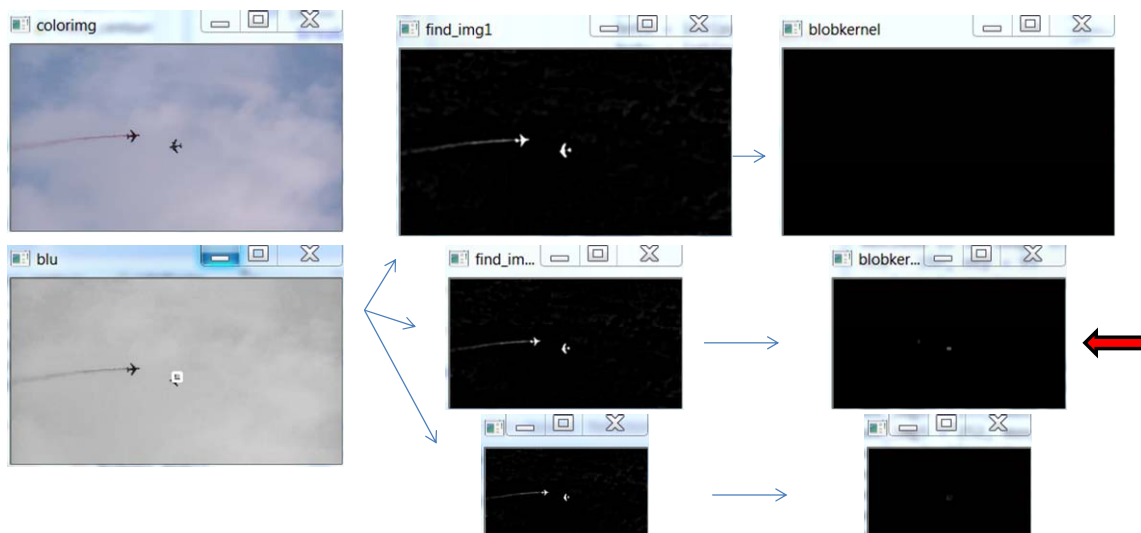 colorimg
find_img1
blobkernel
blu
find_im...
blobker...